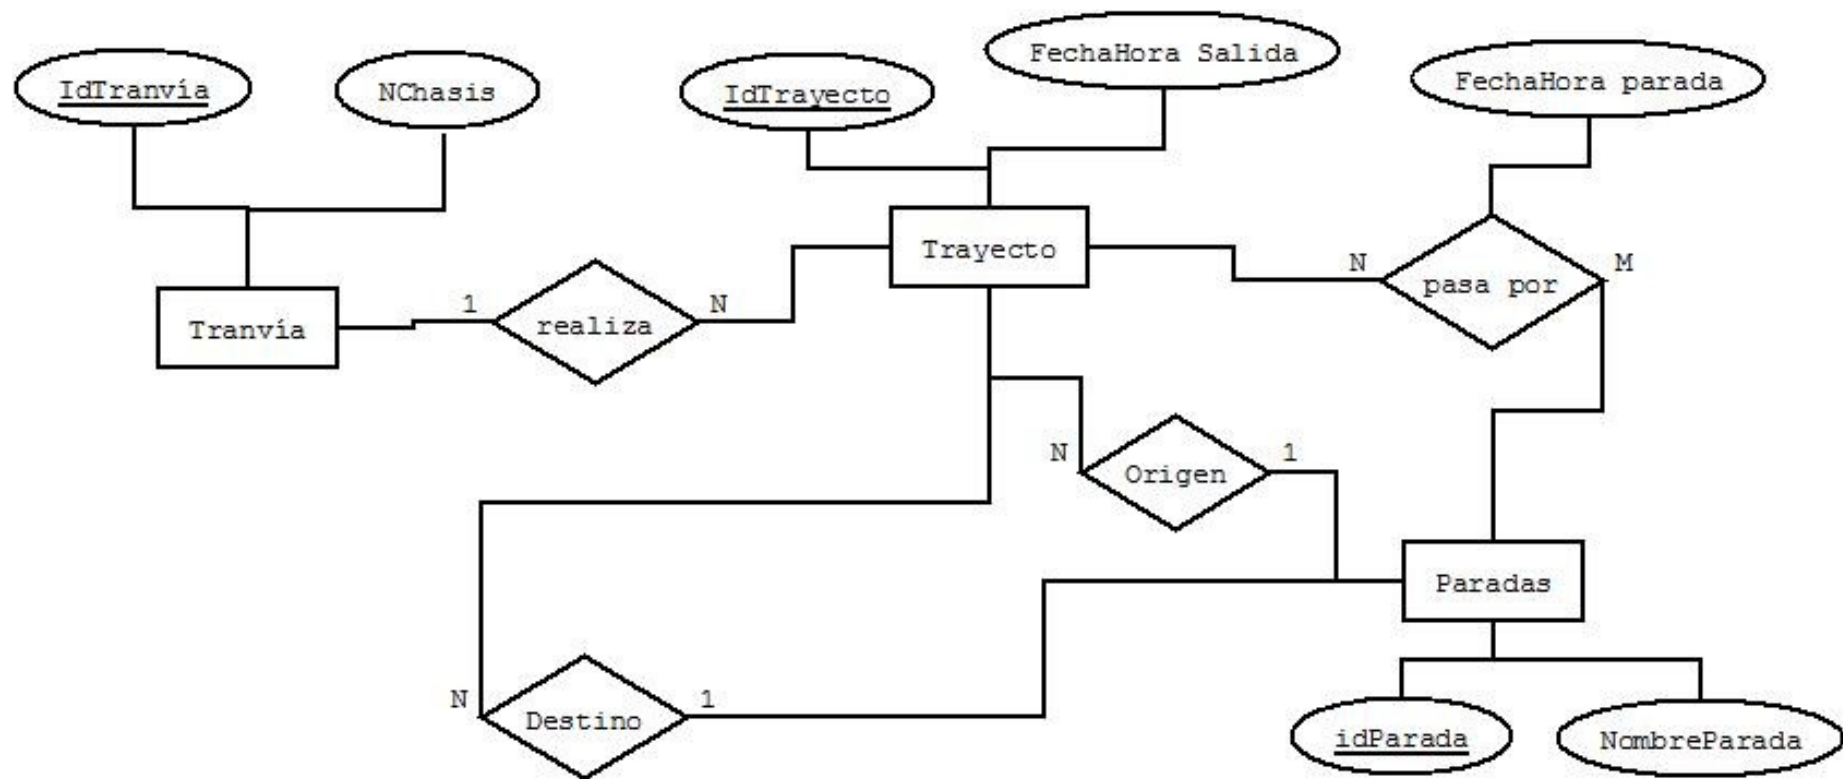 FechaHora Salida
IdTranvía
NChasis
IdTrayecto
FechaHora parada
Trayecto
N
M
pasa por
1
N
realiza
Tranvía
N
1
Origen
Paradas
N
1
Destino
idParada
NombreParada